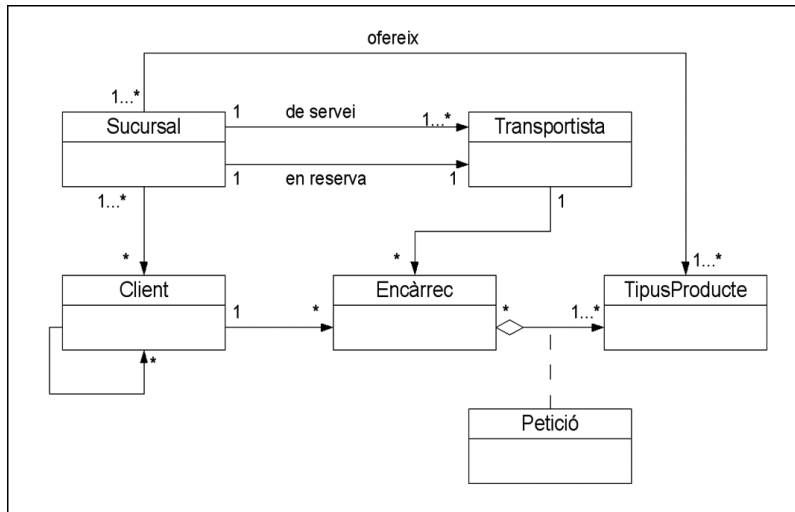 ofereix
1...*
Sucursal
1
de servei
1...*
Transportista
1
en reserva
1
1...*
1
*
*
1...*
Client
1
*
Encàrrec
*
1...*
TipusProducte
*
Petició